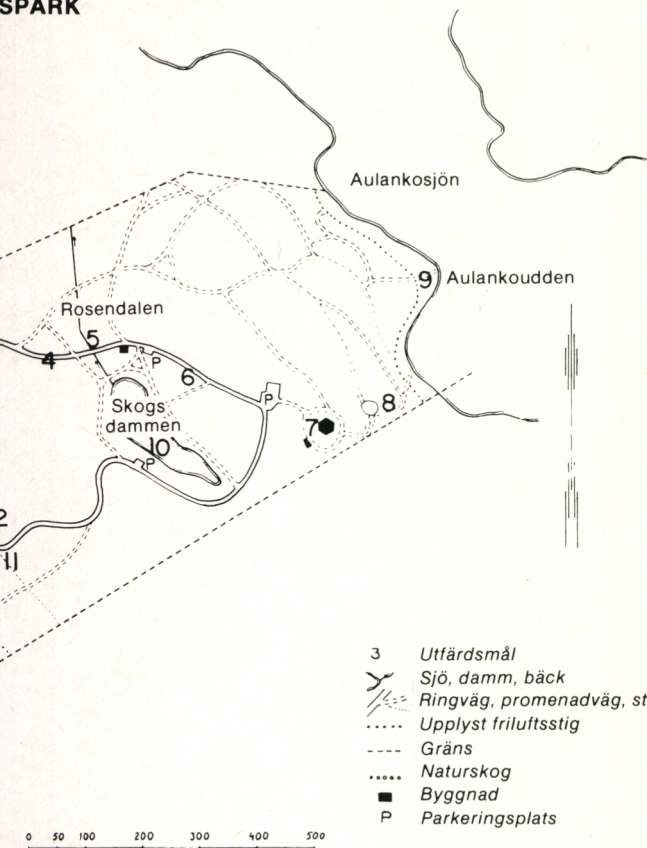 SPARK
Aulankosjön
9 Aulankoudden
Rosendalen
5
4
P
6
P
8
Skogs
dammen
7
10
P
2
11
3 Utfärdsmål
Sjö, damm, bäck
Ringväg, promenadväg, st
Upplyst friluftsstig
Gräns
Naturskog
Byggnad
P Parkeringsplats
0 50 100 200 300 400 500